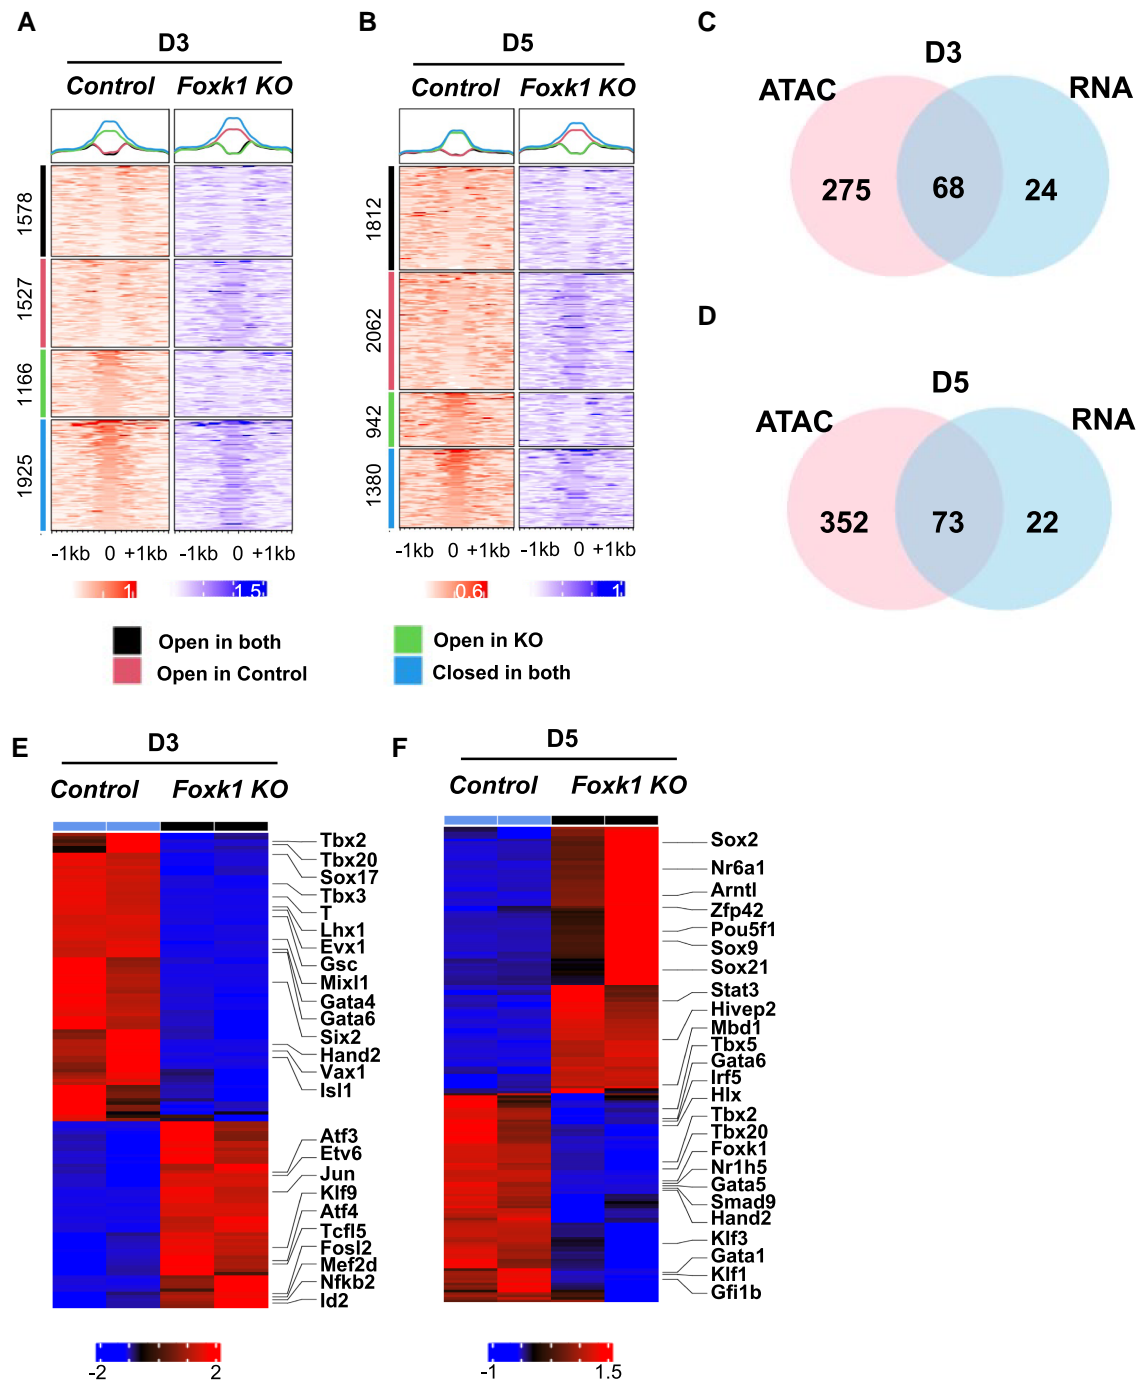 A
D3
Control Foxk1 KO
1578
1527
1166
1925
-1kb 0 +1kb -1kb 0 +1kb
1 1.5
B
D5
Control Foxk1 KO
1812
2062
942
1380
-1kb 0 +1kb -1kb 0 +1kb
0.6 1
Open in both
Open in Control
Open in KO
Closed in both
C
D3
ATAC RNA
275 68 24
D
D5
ATAC RNA
352 73 22
E
D3
Control Foxk1 KO
Tbx2
Tbx20
Sox17
Tbx3
T
Lhx1
Evx1
Gsc
Mixl1
Gata4
Gata6
Six2
Hand2
Vax1
Isl1
Atf3
Etv6
Jun
Klf9
Atf4
Tcfl5
Fosl2
Mef2d
Nfkb2
Id2
-2 2
F
D5
Control Foxk1 KO
Sox2
Nr6a1
Arntl
Zfp42
Pou5f1
Sox9
Sox21
Stat3
Hivep2
Mbd1
Tbx5
Gata6
Irf5
Hlx
Tbx2
Tbx20
Foxk1
Nr1h5
Gata5
Smad9
Hand2
Klf3
Gata1
Klf1
Gfi1b
-1 1.5